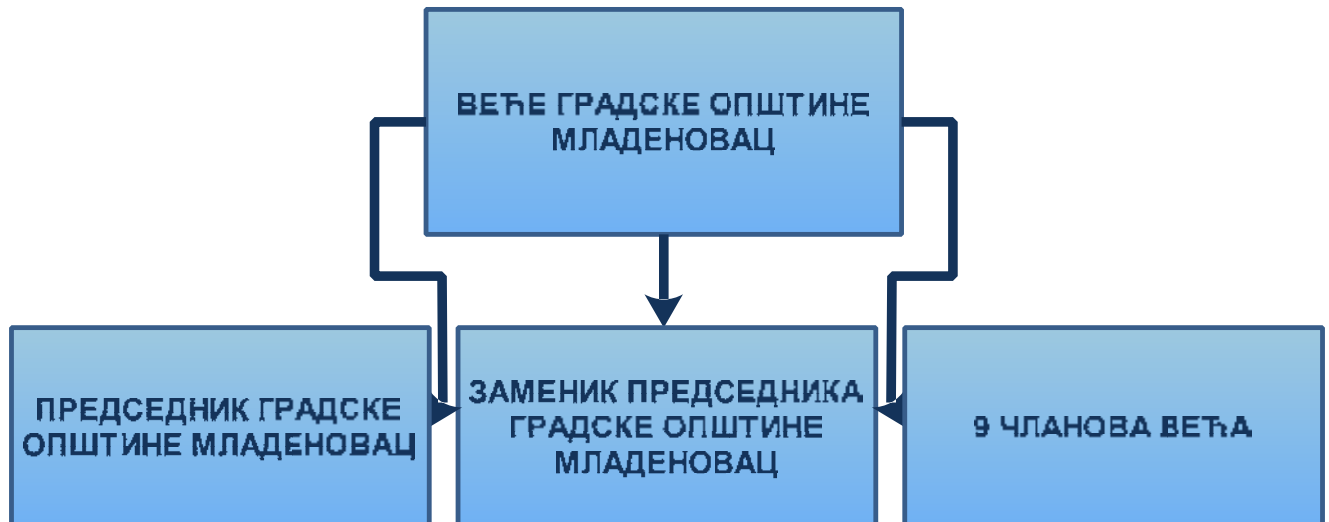 ВЕЋЕ ГРАДСКЕ ОПШТИНЕ
МЛАДЕНОВАЦ
ПРЕДСЕДНИК ГРАДСКЕ
ОПШТИНЕ МЛАДЕНОВАЦ
ЗАМЕНИК ПРЕДСЕДНИКА
ГРАДСКЕ ОПШТИНЕ
МЛАДЕНОВАЦ
9 ЧЛАНОВА ВЕЋА